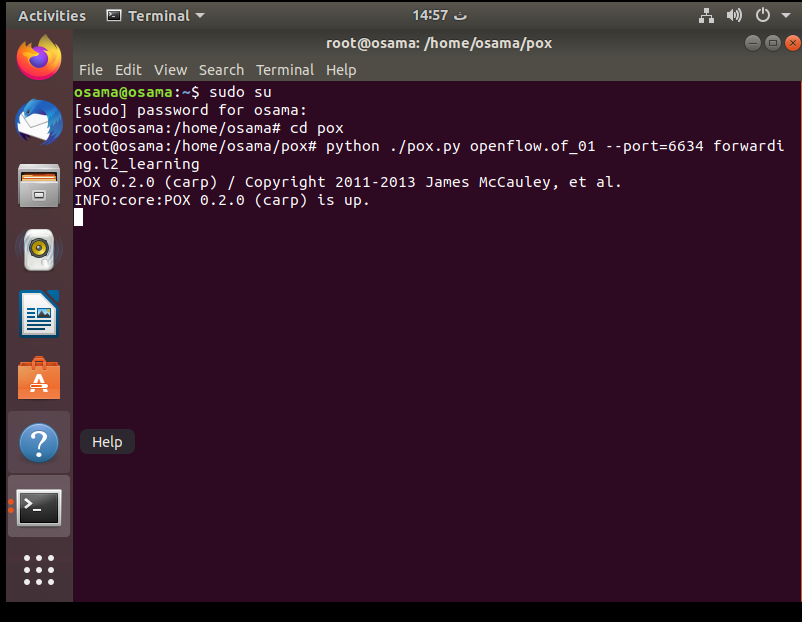 Activities Terminal 14:57 ث
root@osama: /home/osama/pox
File Edit View Search Terminal Help
osama@osama:~$ sudo su
[sudo] password for osama:
root@osama:/home/osama# cd pox
root@osama:/home/osama/pox# python ./pox.py openflow.of_01 --port=6634 forwardi
ng.l2_learning
POX 0.2.0 (carp) / Copyright 2011-2013 James McCauley, et al.
INFO:core:POX 0.2.0 (carp) is up.
Help